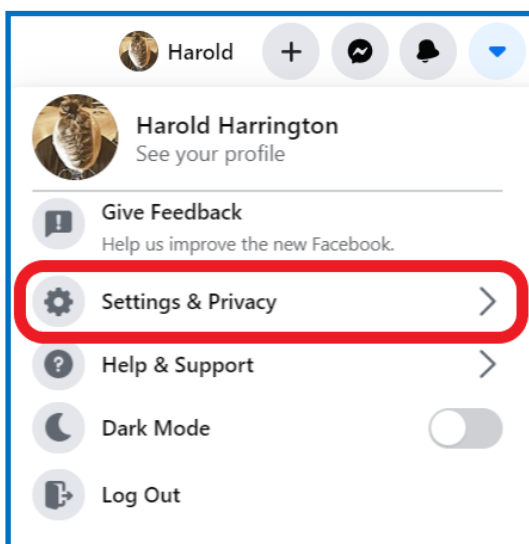 Harold
Harold Harrington
See your profile
Give Feedback
Help us improve the new Facebook.
Settings & Privacy
Help & Support
Dark Mode
Log Out